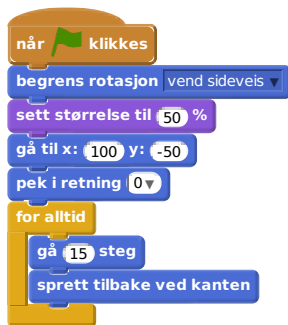 når klikkes
begrens rotasjon vend sideveis
sett størrelse til 50 %
gå til x: 100 y: -50
pek i retning 0
for alltid
gå 15 steg
sprett tilbake ved kanten